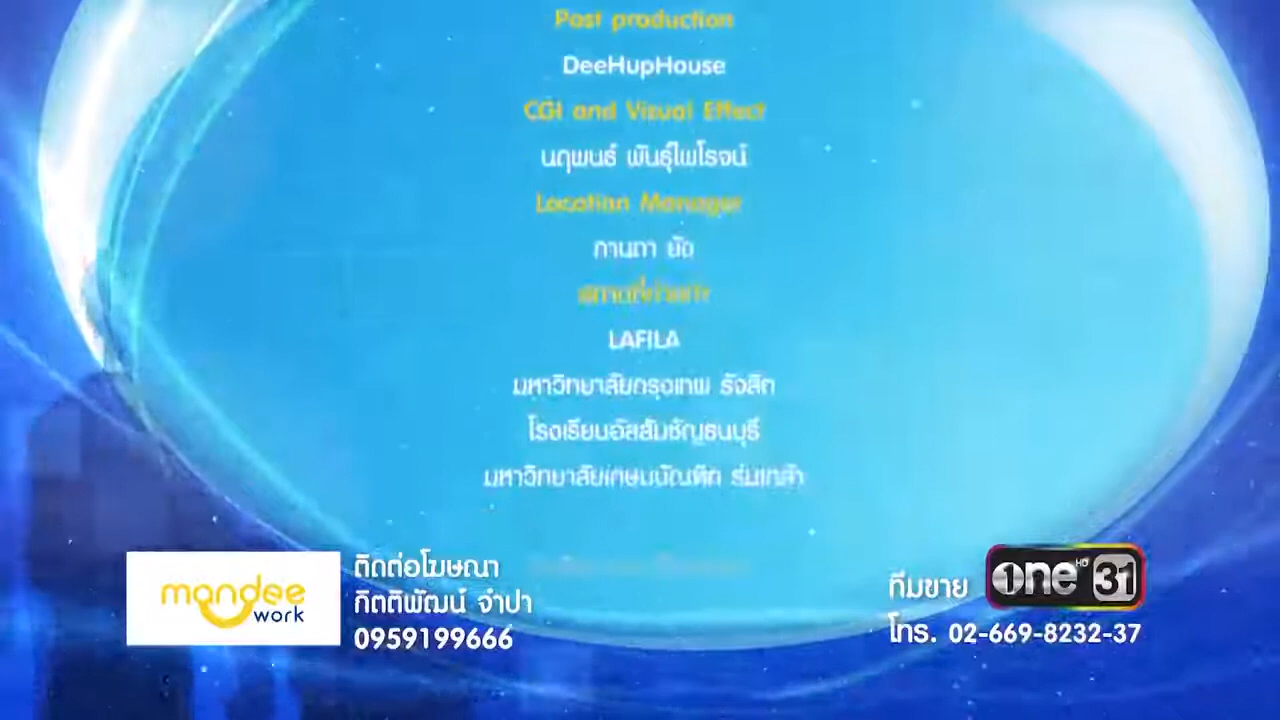 Post production
DeeHupHouse
CGI and Visual Effect
นฤพนธ์ พันธุ์ไพโรจน์
Location Manager
กานดา
LAFILA
มหาวิทยาลัยกรุงเทพ รังสิต
โรงเรียนอัสสัมชัญธนบุรี
มหาวิทยาลัยเกษมบัณฑิต ร่มเกล้า
mandee
work
ติดต่อโฆษณา
กิตติพัฒน์ จำปา
0959199666
ทีมขาย one HD 31
โทร. 02-669-8232-37